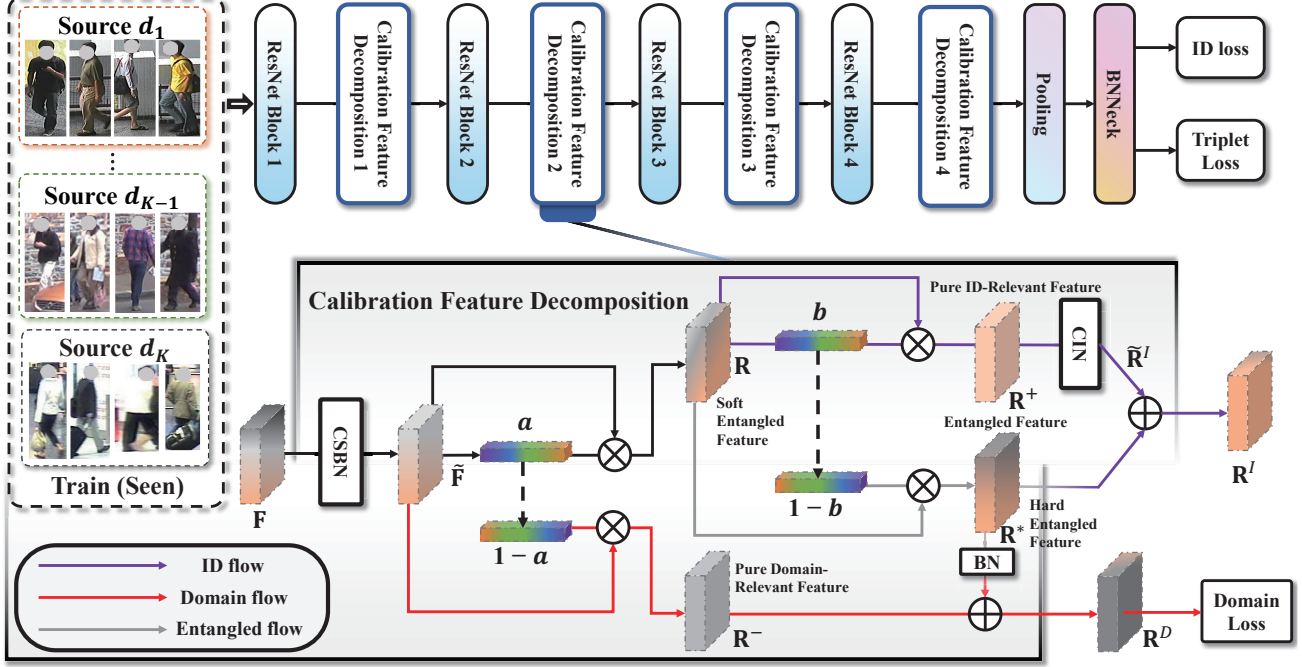 Source d₁
Source d_{K−1}
Source d_K
Train (Seen)
ResNet Block 1
Calibration Feature
Decomposition 1
ResNet Block 2
Calibration Feature
Decomposition 2
ResNet Block 3
Calibration Feature
Decomposition 3
ResNet Block 4
Calibration Feature
Decomposition 4
Pooling
BNNeck
ID loss
Triplet
Loss
Calibration Feature Decomposition
F
CSBN
F̃
a
1 − a
R
Soft
Entangled
Feature
b
1 − b
Pure ID-Relevant Feature
R⁺
CIN
R̃ᴵ
Entangled Feature
R*
Hard
Entangled
Feature
BN
Rᴵ
Pure Domain-
Relevant Feature
R⁻
Rᴰ
Domain
Loss
ID flow
Domain flow
Entangled flow